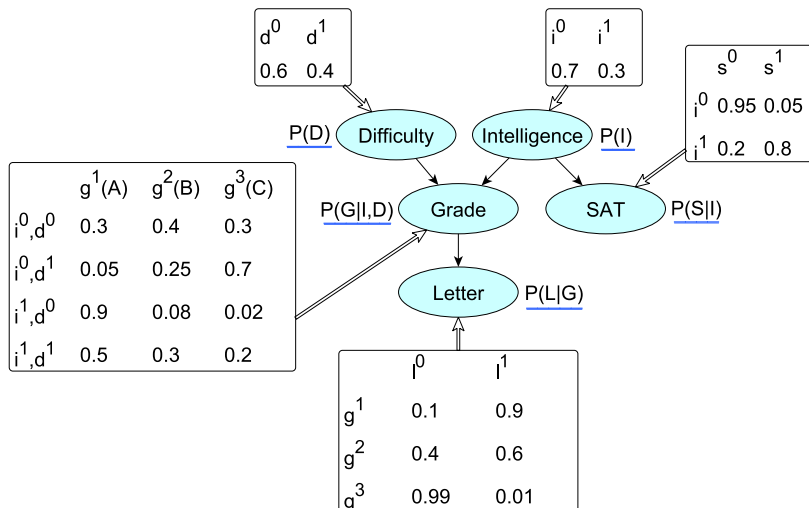 d⁰ d¹
0.6 0.4
i⁰ i¹
0.7 0.3
s⁰ s¹
i⁰ 0.95 0.05
i¹ 0.2 0.8
P(D) Difficulty Intelligence P(I)
g¹(A) g²(B) g³(C)
i⁰,d⁰ 0.3 0.4 0.3
i⁰,d¹ 0.05 0.25 0.7
i¹,d⁰ 0.9 0.08 0.02
i¹,d¹ 0.5 0.3 0.2
P(G|I,D) Grade SAT P(S|I)
Letter P(L|G)
l⁰ l¹
g¹ 0.1 0.9
g² 0.4 0.6
g³ 0.99 0.01